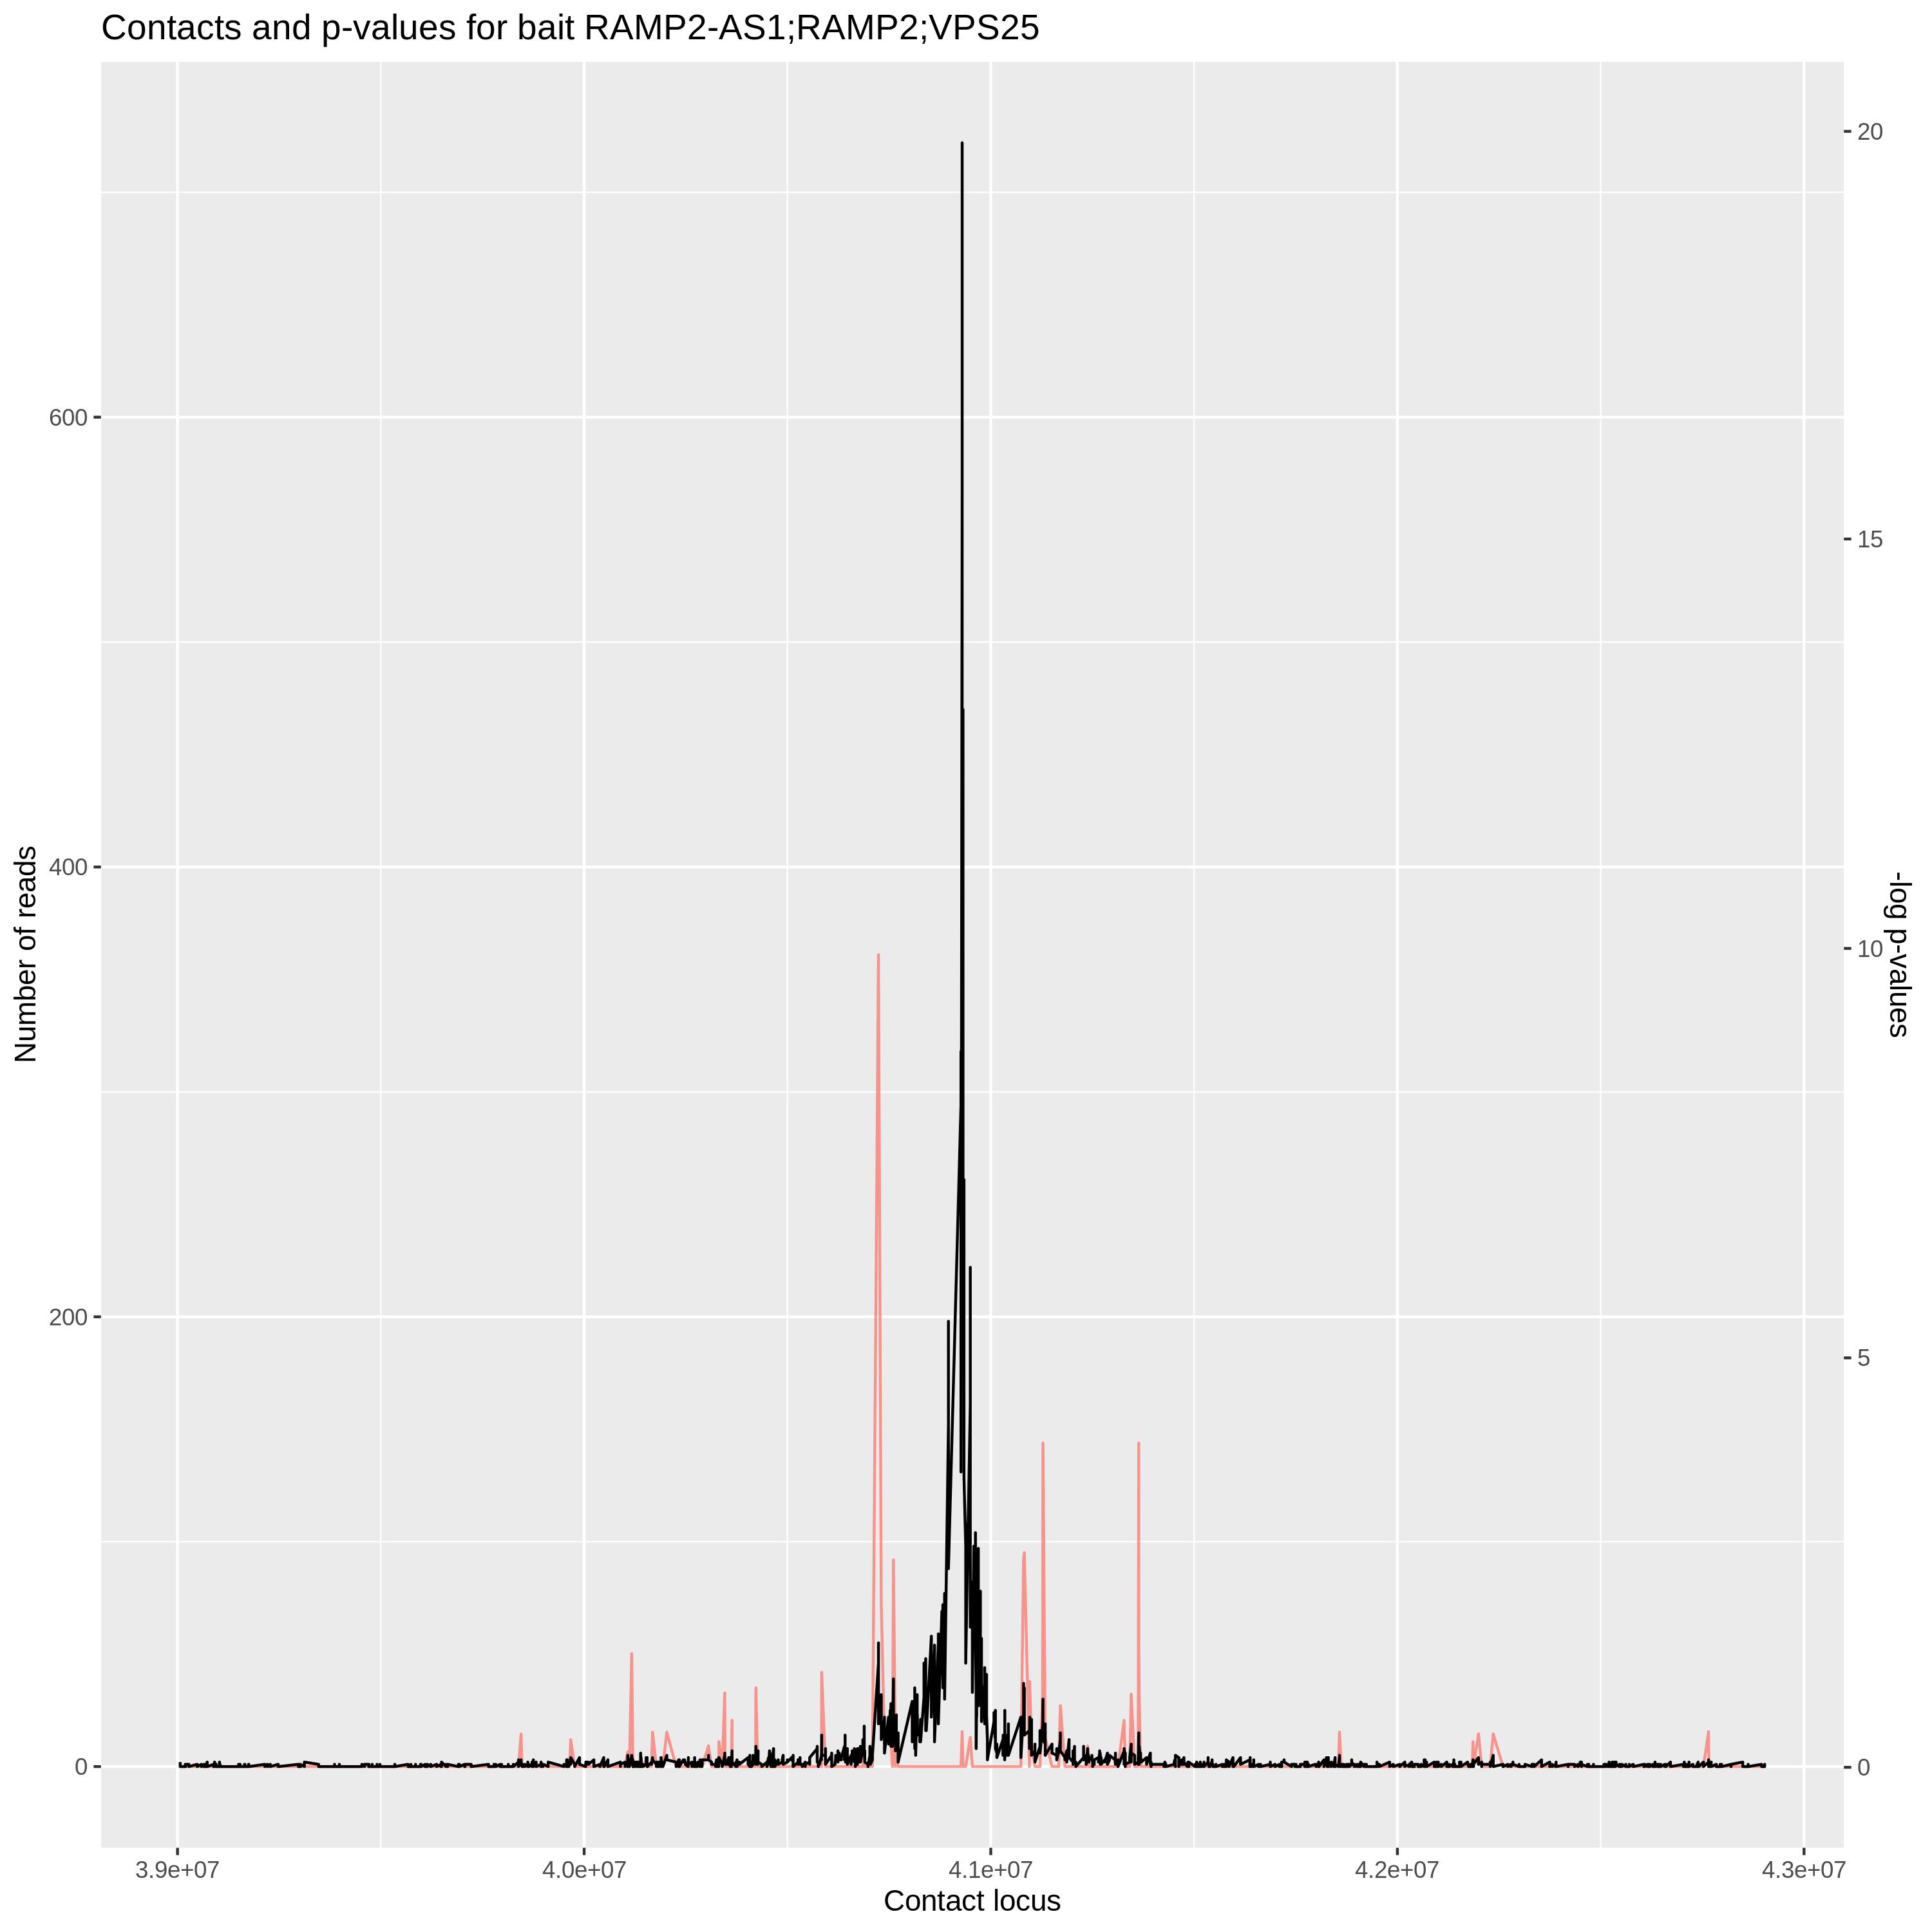 Contacts and p-values for bait RAMP2-AS1;RAMP2;VPS25
Number of reads
600
400
200
0
20
15
10
5
0
-log p-values
3.9e+07
4.0e+07
4.1e+07
4.2e+07
4.3e+07
Contact locus